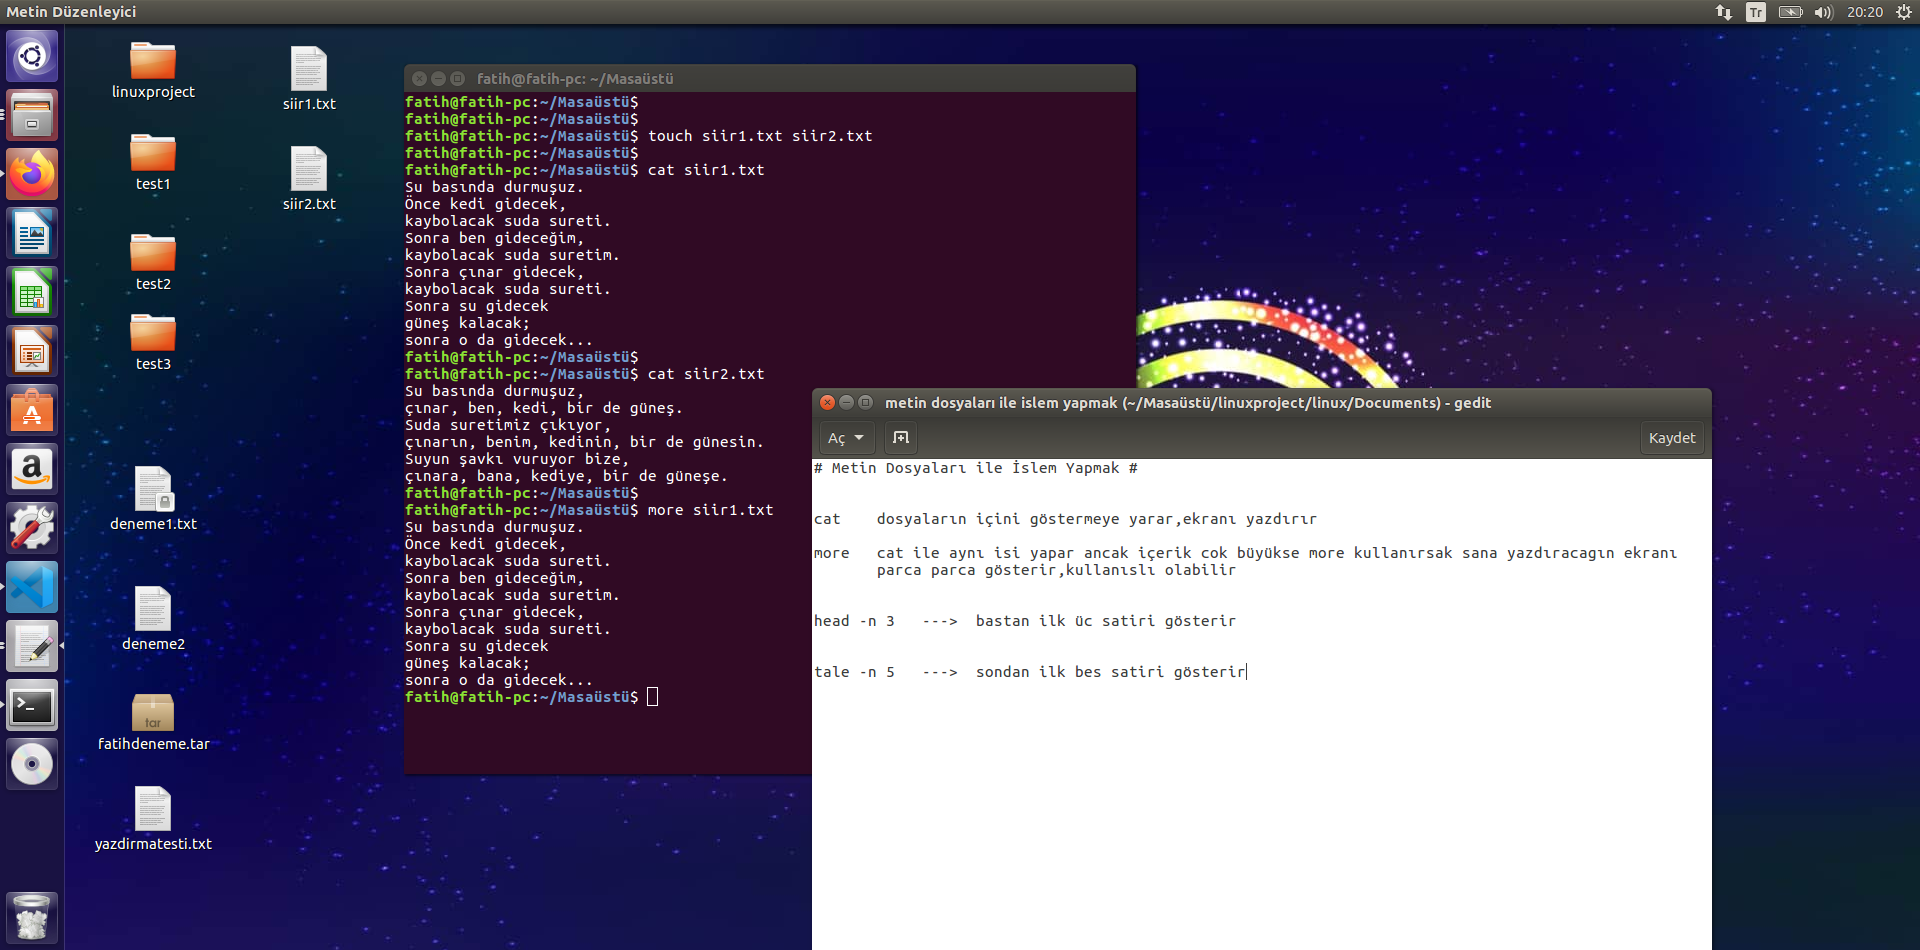 Metin Düzenleyici
Tr
20:20
linuxproject
siir1.txt
test1
siir2.txt
test2
test3
deneme1.txt
deneme2
tar
fatihdeneme.tar
yazdirmatesti.txt
fatih@fatih-pc: ~/Masaüstü
fatih@fatih-pc:~/Masaüstü$
fatih@fatih-pc:~/Masaüstü$
fatih@fatih-pc:~/Masaüstü$ touch siir1.txt siir2.txt
fatih@fatih-pc:~/Masaüstü$
fatih@fatih-pc:~/Masaüstü$ cat siir1.txt
Su basında durmuşuz.
Önce kedi gidecek,
kaybolacak suda sureti.
Sonra ben gideceğim,
kaybolacak suda suretim.
Sonra çınar gidecek,
kaybolacak suda sureti.
Sonra su gidecek
güneş kalacak;
sonra o da gidecek...
fatih@fatih-pc:~/Masaüstü$
fatih@fatih-pc:~/Masaüstü$ cat siir2.txt
Su basında durmuşuz,
çınar, ben, kedi, bir de güneş.
Suda suretimiz çıkıyor,
çınarın, benim, kedinin, bir de günesin.
Suyun şavkı vuruyor bize,
çınara, bana, kediye, bir de güneşe.
fatih@fatih-pc:~/Masaüstü$
fatih@fatih-pc:~/Masaüstü$ more siir1.txt
Su basında durmuşuz.
Önce kedi gidecek,
kaybolacak suda sureti.
Sonra ben gideceğim,
kaybolacak suda suretim.
Sonra çınar gidecek,
kaybolacak suda sureti.
Sonra su gidecek
güneş kalacak;
sonra o da gidecek...
fatih@fatih-pc:~/Masaüstü$
metin dosyaları ile islem yapmak (~/Masaüstü/linuxproject/linux/Documents) - gedit
Aç
Kaydet
# Metin Dosyaları ile İslem Yapmak #
cat dosyaların içini göstermeye yarar,ekranı yazdırır
more cat ile aynı isi yapar ancak içerik cok büyükse more kullanırsak sana yazdıracagın ekranı
parca parca gösterir,kullanıslı olabilir
head -n 3 ---> bastan ilk üc satiri gösterir
tale -n 5 ---> sondan ilk bes satiri gösterir